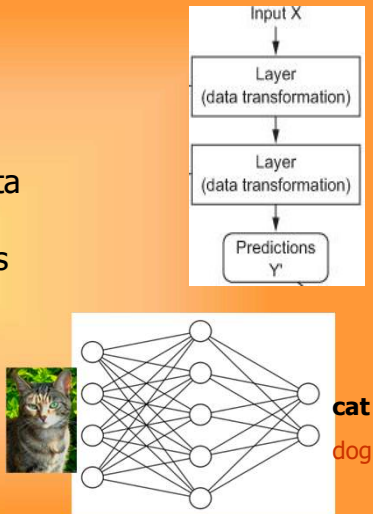 Input X
Layer
(data transformation)
Layer
(data transformation)
Predictions
Y'
cat
dog